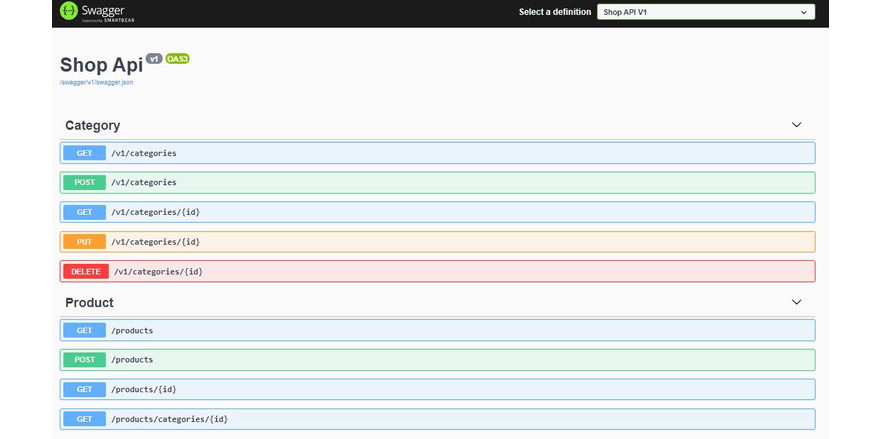 Swagger
Supported by SMARTBEAR
Select a definition
Shop API V1
Shop Api v1 OAS3
/swagger/v1/swagger.json
Category
GET /v1/categories
POST /v1/categories
GET /v1/categories/{id}
PUT /v1/categories/{id}
DELETE /v1/categories/{id}
Product
GET /products
POST /products
GET /products/{id}
GET /products/categories/{id}